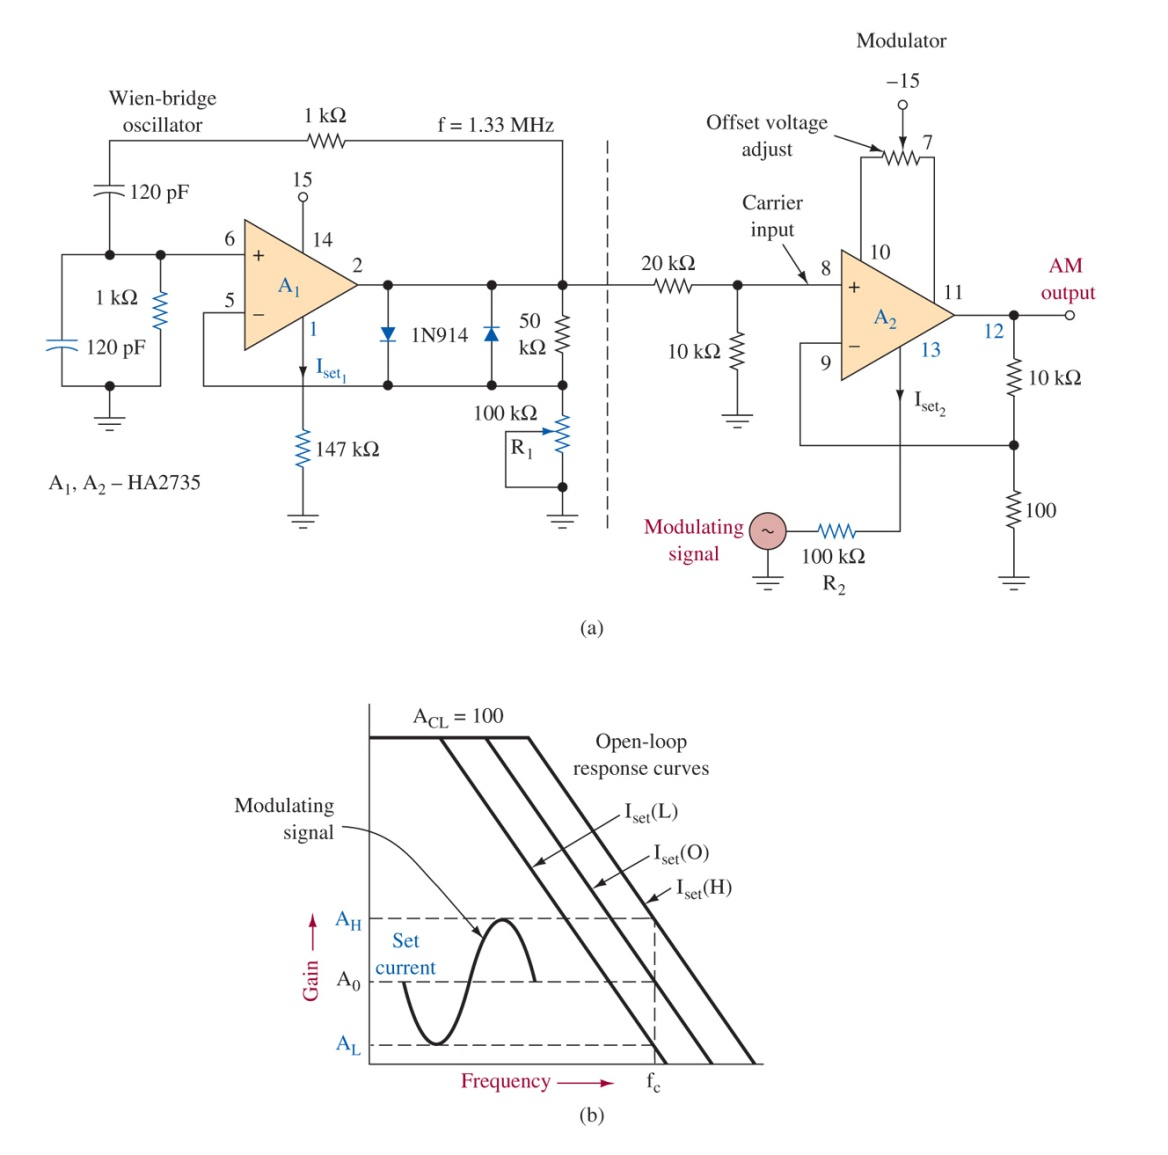 Modulator
−15
Wien-bridge
oscillator
1 kΩ
f = 1.33 MHz
Offset voltage
adjust
7
120 pF
15
Carrier
input
6
+
14
2
20 kΩ
8
+
10
AM
output
1 kΩ
A1
5
−
1
1N914
50
kΩ
11
A2
12
120 pF
Iset1
10 kΩ
9
−
13
10 kΩ
Iset2
100 kΩ
R1
147 kΩ
A1, A2 – HA2735
100
Modulating
signal
~
100 kΩ
R2
(a)
ACL = 100
Open-loop
response curves
Modulating
signal
Iset(L)
Iset(O)
Iset(H)
AH
Set
current
Gain
A0
AL
Frequency
fc
(b)